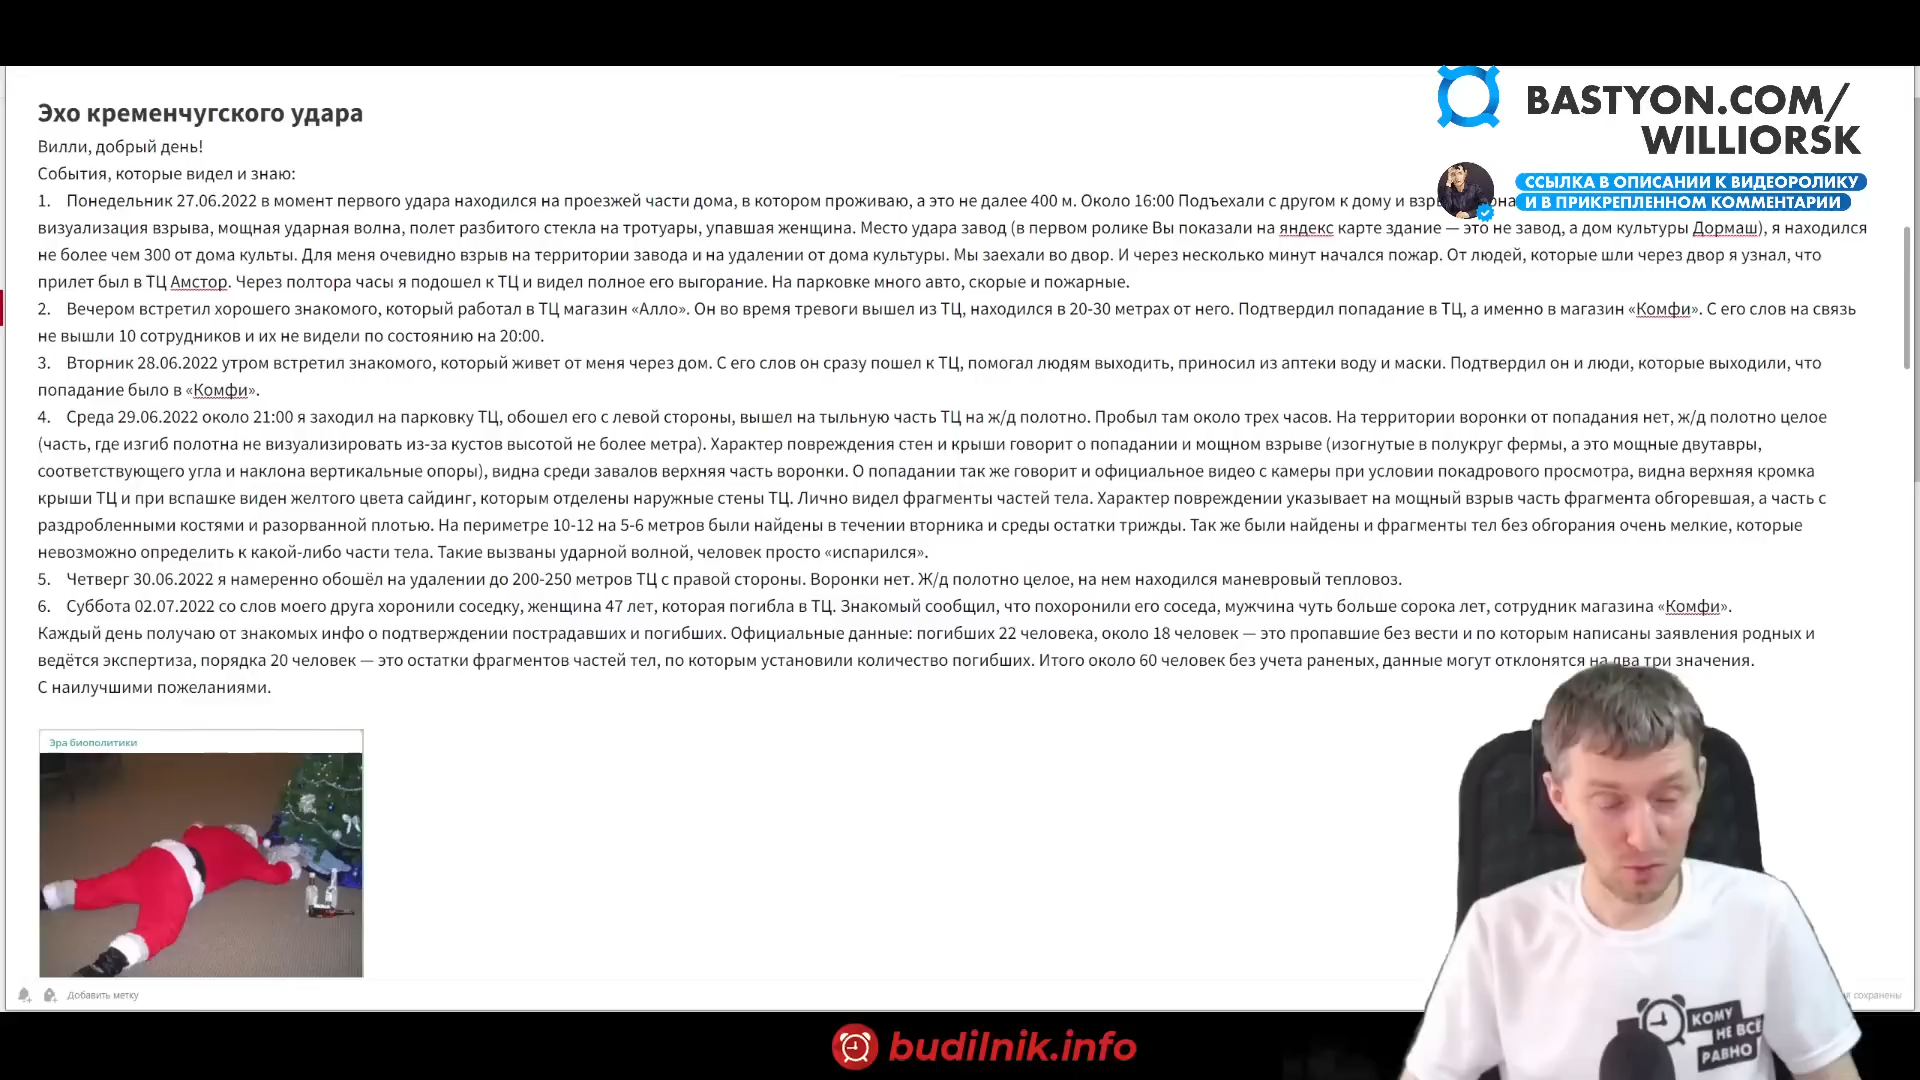 Эхо кременчугского удара
Вилли, добрый день!
События, которые видел и знаю:
1. Понедельник 27.06.2022 в момент первого удара находился на проезжей части дома, в котором проживаю, а это не далее 400 м. Около 16:00 Подъехали с другом к дому и
визуализация взрыва, мощная ударная волна, полет разбитого стекла на тротуары, упавшая женщина. Место удара завод (в первом ролике Вы показали на яндекс карте здание — это не завод, а дом культуры Дормаш), я находился
не более чем 300 от дома культы. Для меня очевидно взрыв на территории завода и на удалении от дома культуры. Мы заехали во двор. И через несколько минут начался пожар. От людей, которые шли через двор я узнал, что
прилет был в ТЦ Амстор. Через полтора часы я подошел к ТЦ и видел полное его выгорание. На парковке много авто, скорые и пожарные.
2. Вечером встретил хорошего знакомого, который работал в ТЦ магазин «Алло». Он во время тревоги вышел из ТЦ, находился в 20-30 метрах от него. Подтвердил попадание в ТЦ, а именно в магазин «Комфи». С его слов на связь
не вышли 10 сотрудников и их не видели по состоянию на 20:00.
3. Вторник 28.06.2022 утром встретил знакомого, который живет от меня через дом. С его слов он сразу пошел к ТЦ, помогал людям выходить, приносил из аптеки воду и маски. Подтвердил он и люди, которые выходили, что
попадание было в «Комфи».
4. Среда 29.06.2022 около 21:00 я заходил на парковку ТЦ, обошел его с левой стороны, вышел на тыльную часть ТЦ на ж/д полотно. Пробыл там около трех часов. На территории воронки от попадания нет, ж/д полотно целое
(часть, где изгиб полотна не визуализировать из-за кустов высотой не более метра). Характер повреждения стен и крыши говорит о попадании и мощном взрыве (изогнутые в полукруг фермы, а это мощные двутавры,
соответствующего угла и наклона вертикальные опоры), видна среди завалов верхняя часть воронки. О попадании так же говорит и официальное видео с камеры при условии покадрового просмотра, видна верхняя кромка
крыши ТЦ и при вспашке виден желтого цвета сайдинг, которым отделены наружные стены ТЦ. Лично видел фрагменты частей тела. Характер повреждении указывает на мощный взрыв часть фрагмента обгоревшая, а часть с
раздробленными костями и разорванной плотью. На периметре 10-12 на 5-6 метров были найдены в течении вторника и среды остатки трижды. Так же были найдены и фрагменты тел без обгорания очень мелкие, которые
невозможно определить к какой-либо части тела. Такие вызваны ударной волной, человек просто «испарился».
5. Четверг 30.06.2022 я намеренно обошёл на удалении до 200-250 метров ТЦ с правой стороны. Воронки нет. Ж/д полотно целое, на нем находился маневровый тепловоз.
6. Суббота 02.07.2022 со слов моего друга хоронили соседку, женщина 47 лет, которая погибла в ТЦ. Знакомый сообщил, что похоронили его соседа, мужчина чуть больше сорока лет, сотрудник магазина «Комфи».
Каждый день получаю от знакомых инфо о подтверждении пострадавших и погибших. Официальные данные: погибших 22 человека, около 18 человек — это пропавшие без вести и по которым написаны заявления родных и
ведётся экспертиза, порядка 20 человек — это остатки фрагментов частей тел, по которым установили количество погибших. Итого около 60 человек без учета раненых, данные могут отклонятся на два три значения.
С наилучшими пожеланиями.
Эра биополитики
Добавить метку
сохранены
BASTYON.COM/
WILLIORSK
ССЫЛКА В ОПИСАНИИ К ВИДЕОРОЛИКУ
И В ПРИКРЕПЛЕННОМ КОММЕНТАРИИ
КОМУ
НЕ ВСЁ
РАВНО
budilnik.info